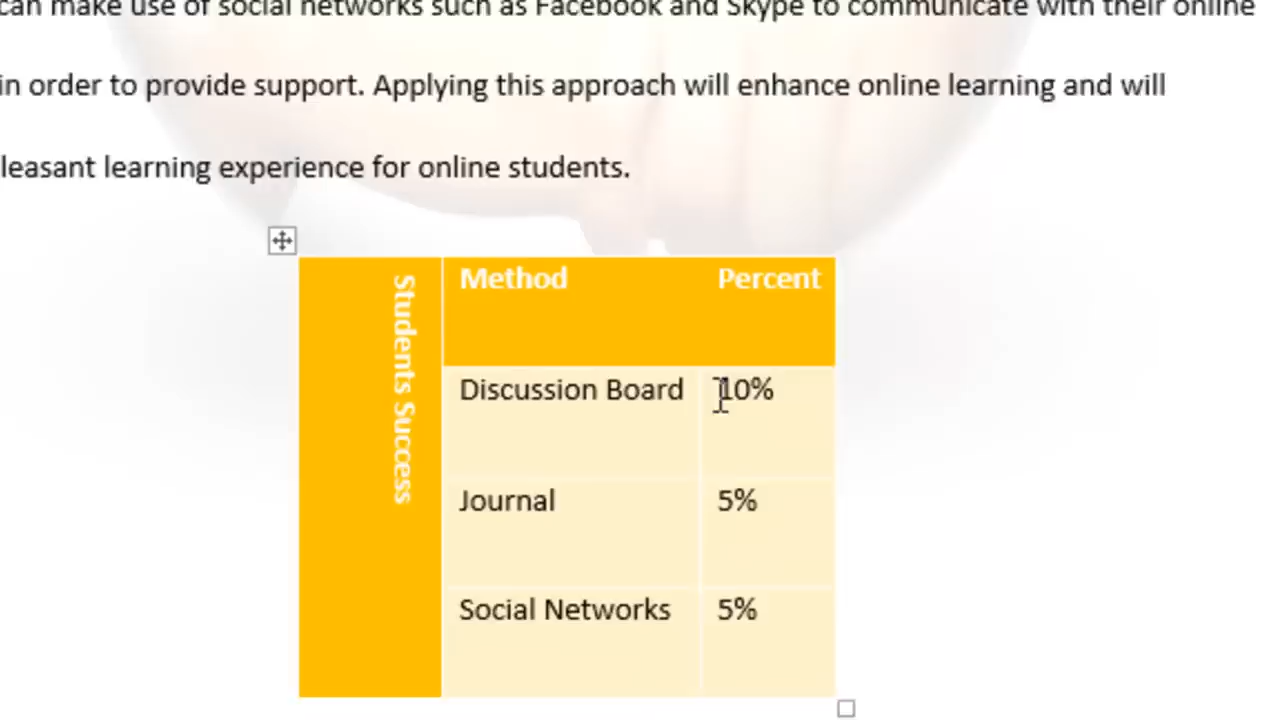 can make use of social networks such as Facebook and Skype to communicate with their online
in order to provide support. Applying this approach will enhance online learning and will
leasant learning experience for online students.
Students Success
Method Percent
Discussion Board 10%
Journal 5%
Social Networks 5%